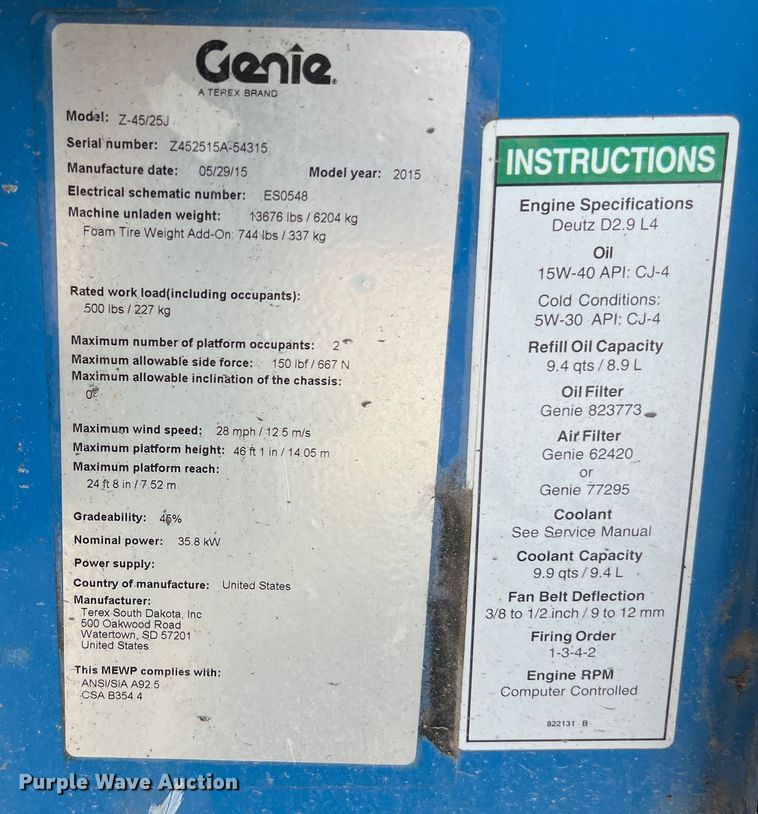 Genie®
A TEREX BRAND
Model: Z-45/25J
Serial number: Z452515A-54315
Manufacture date: 05/29/15 Model year: 2015
Electrical schematic number: ES0548
Machine unladen weight: 13676 lbs / 6204 kg
Foam Tire Weight Add-On: 744 lbs / 337 kg
Rated work load(including occupants):
500 lbs / 227 kg
Maximum number of platform occupants: 2
Maximum allowable side force: 150 lbf / 667 N
Maximum allowable inclination of the chassis:
0°
Maximum wind speed: 28 mph / 12.5 m/s
Maximum platform height: 46 ft 1 in / 14.05 m
Maximum platform reach:
24 ft 8 in / 7.52 m
Gradeability: 45%
Nominal power: 35.8 kW
Power supply:
Country of manufacture: United States
Manufacturer:
Terex South Dakota, Inc
500 Oakwood Road
Watertown, SD 57201
United States
This MEWP complies with:
ANSI/SIA A92.5
CSA B354.4
INSTRUCTIONS
Engine Specifications
Deutz D2.9 L4
Oil
15W-40 API: CJ-4
Cold Conditions:
5W-30 API: CJ-4
Refill Oil Capacity
9.4 qts / 8.9 L
Oil Filter
Genie 823773
Air Filter
Genie 62420
or
Genie 77295
Coolant
See Service Manual
Coolant Capacity
9.9 qts / 9.4 L
Fan Belt Deflection
3/8 to 1/2 inch / 9 to 12 mm
Firing Order
1-3-4-2
Engine RPM
Computer Controlled
822131 B
Purple Wave Auction